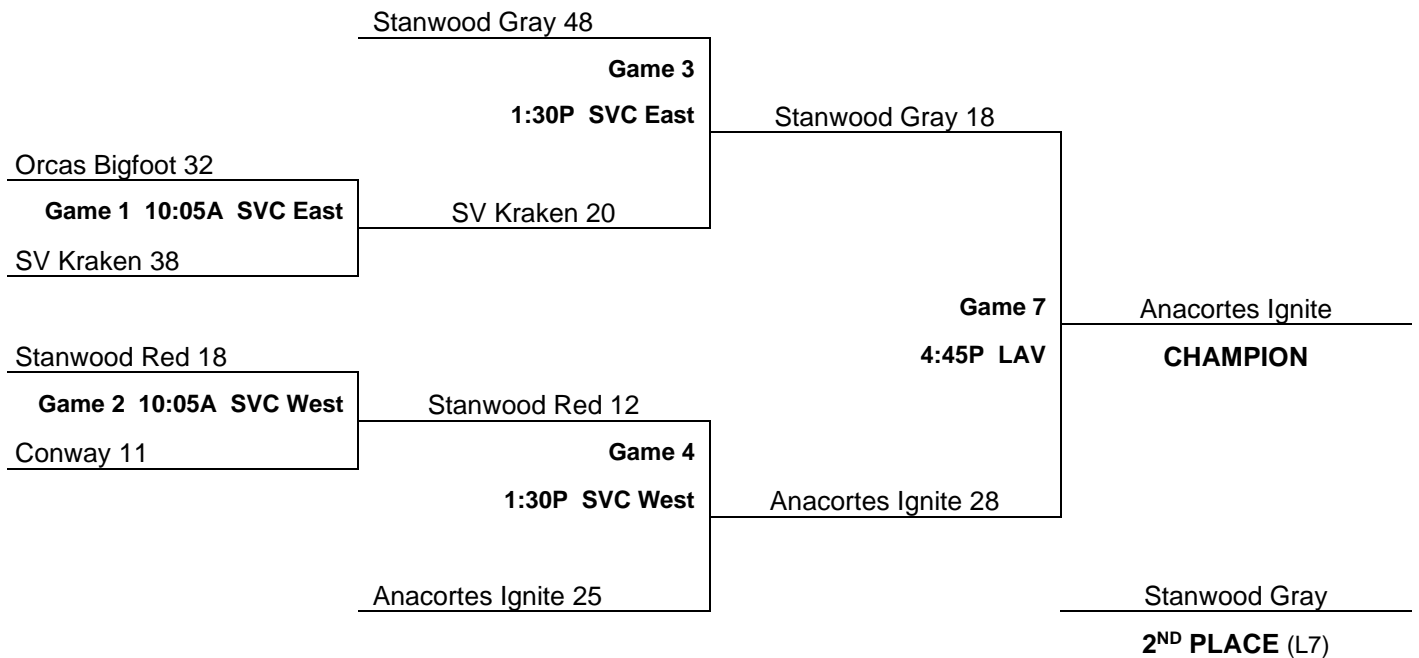 Stanwood Gray 48
Game 3
1:30P SVC East
Stanwood Gray 18
Orcas Bigfoot 32
Game 1 10:05A SVC East
SV Kraken 20
SV Kraken 38
Game 7
Anacortes Ignite
4:45P LAV
CHAMPION
Stanwood Red 18
Game 2 10:05A SVC West
Stanwood Red 12
Conway 11
Game 4
1:30P SVC West
Anacortes Ignite 28
Anacortes Ignite 25
Stanwood Gray
2ND PLACE (L7)